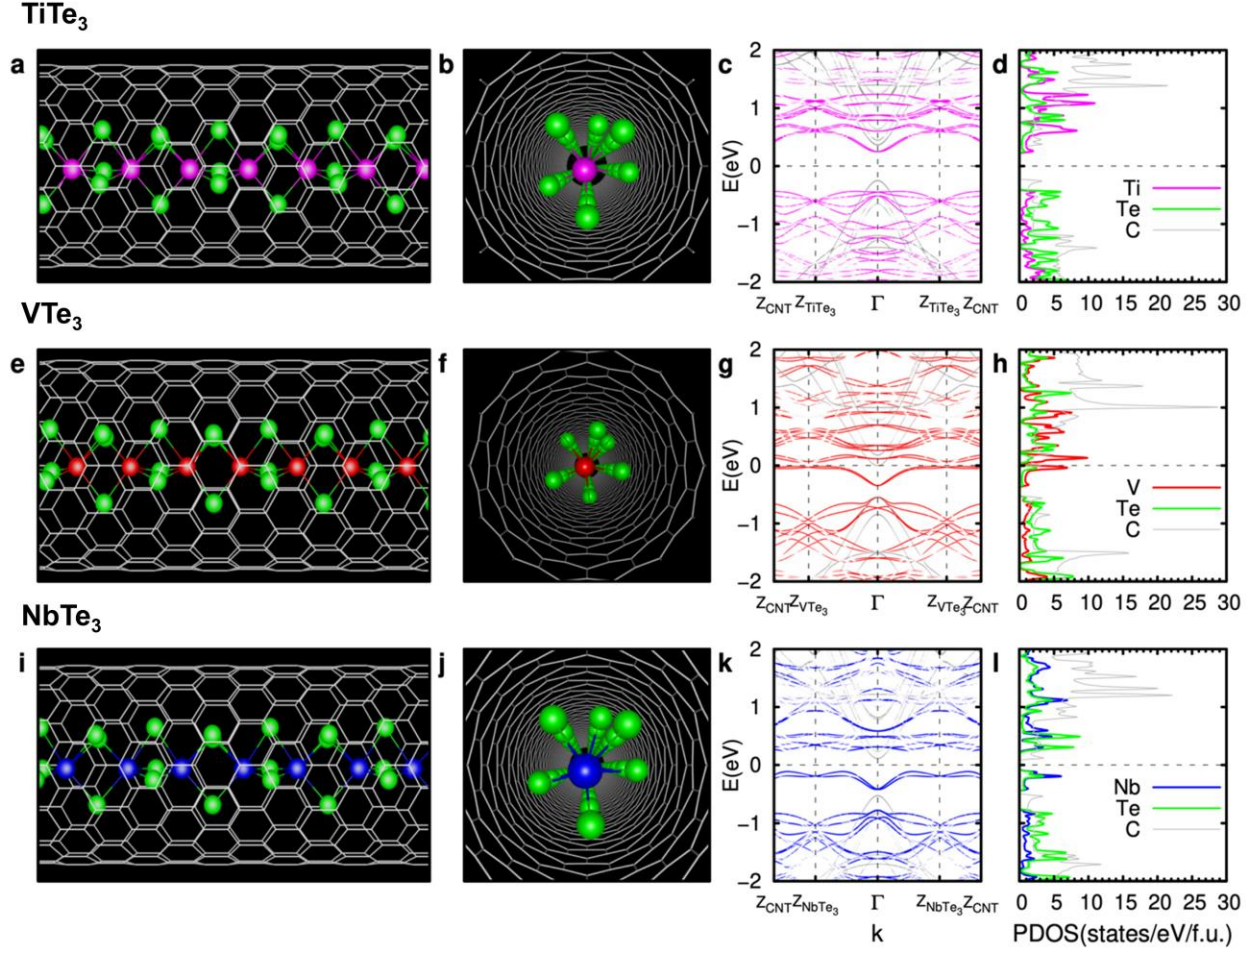 TiTe3
a b c d
2
1
0
−1
−2
E(eV)
ZCNT ZTiTe3 Γ ZTiTe3 ZCNT
Ti
Te
C
0 5 10 15 20 25 30
VTe3
e f g h
2
1
0
−1
−2
E(eV)
ZCNT ZVTe3 Γ ZVTe3 ZCNT
V
Te
C
0 5 10 15 20 25 30
NbTe3
i j k l
2
1
0
−1
−2
E(eV)
ZCNT ZNbTe3 Γ ZNbTe3 ZCNT
k
Nb
Te
C
0 5 10 15 20 25 30
PDOS(states/eV/f.u.)